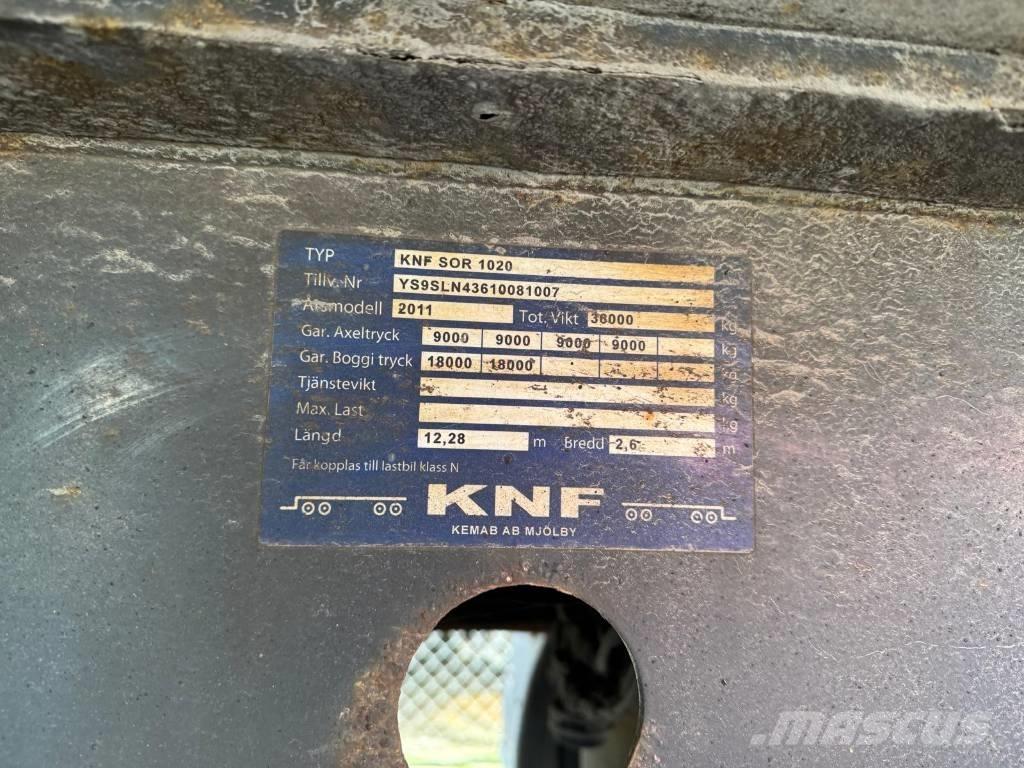 TYP KNF SOR 1020
Tillv. Nr YS9SLN43610081007
Årsmodell 2011 Tot. Vikt 36000 kg
Gar. Axeltryck 9000 9000 9000 9000 kg
Gar. Boggi tryck 18000 18000 kg
Tjänstevikt kg
Max. Last kg
Längd 12,28 m Bredd 2,6 m
Får kopplas till lastbil klass N
KNF
KEMAB AB MJÖLBY
mascus